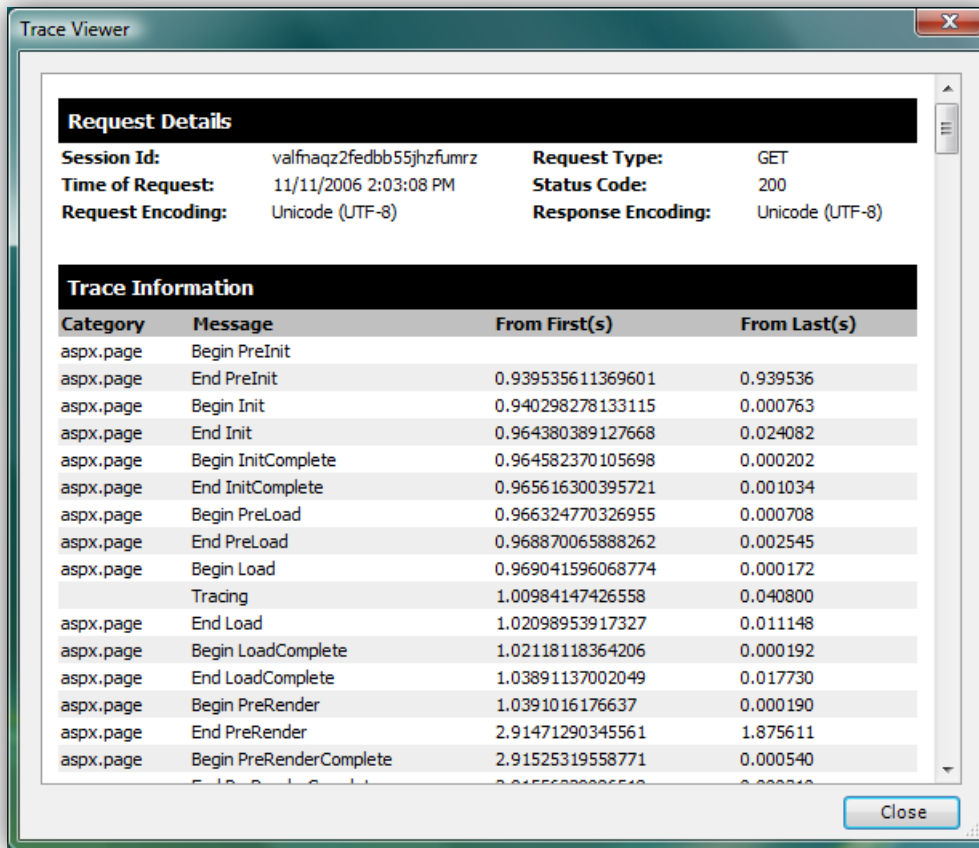 Trace Viewer
Request Details
Session Id: valfnaqz2fedbb55jhzfumrz Request Type: GET
Time of Request: 11/11/2006 2:03:08 PM Status Code: 200
Request Encoding: Unicode (UTF-8) Response Encoding: Unicode (UTF-8)
Trace Information
Category Message From First(s) From Last(s)
aspx.page Begin PreInit
aspx.page End PreInit 0.939535611369601 0.939536
aspx.page Begin Init 0.940298278133115 0.000763
aspx.page End Init 0.964380389127668 0.024082
aspx.page Begin InitComplete 0.964582370105698 0.000202
aspx.page End InitComplete 0.965616300395721 0.001034
aspx.page Begin PreLoad 0.966324770326955 0.000708
aspx.page End PreLoad 0.968870065888262 0.002545
aspx.page Begin Load 0.969041596068774 0.000172
Tracing 1.00984147426558 0.040800
aspx.page End Load 1.02098953917327 0.011148
aspx.page Begin LoadComplete 1.02118118364206 0.000192
aspx.page End LoadComplete 1.03891137002049 0.017730
aspx.page Begin PreRender 1.0391016176637 0.000190
aspx.page End PreRender 2.91471290345561 1.875611
aspx.page Begin PreRenderComplete 2.91525319558771 0.000540
Close